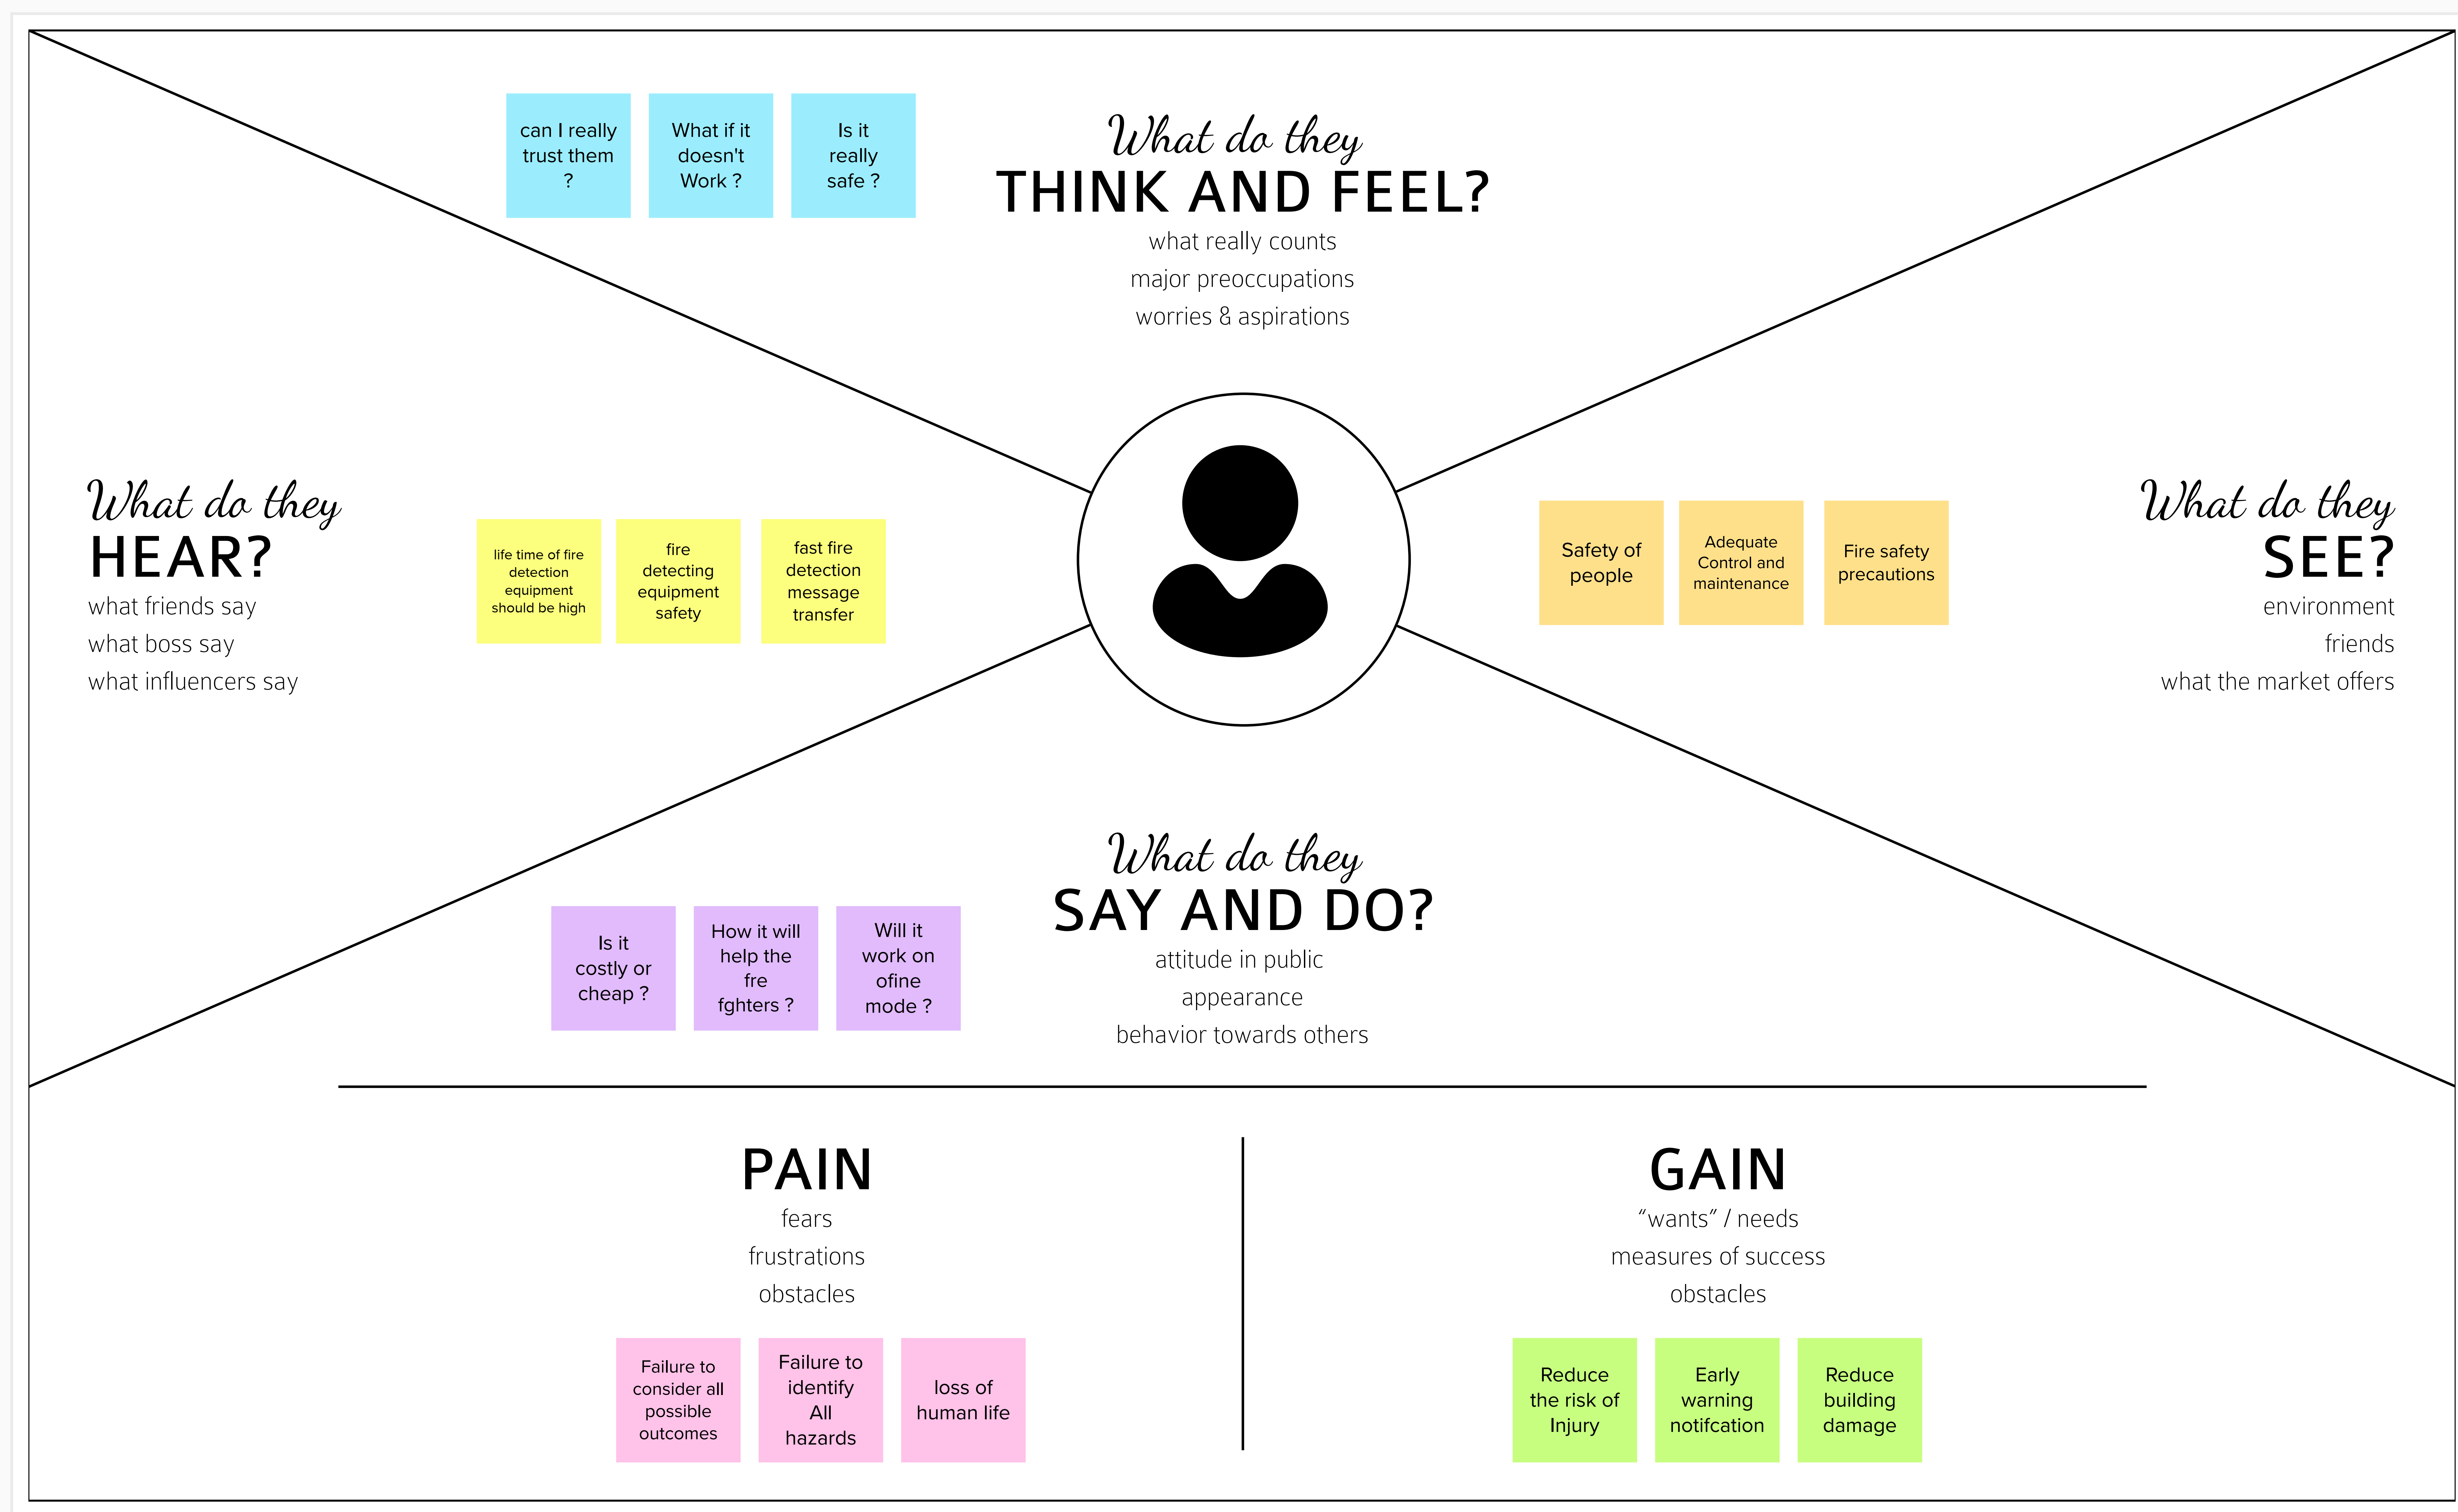 can I really
trust them
?
What if it
doesn't
Work ?
Is it
really
safe ?
What do they
THINK AND FEEL?
what really counts
major preoccupations
worries & aspirations
What do they
HEAR?
what friends say
what boss say
what influencers say
life time of fire
detection
equipment
should be high
fire
detecting
equipment
safety
fast fire
detection
message
transfer
Safety of
people
Adequate
Control and
maintenance
Fire safety
precautions
What do they
SEE?
environment
friends
what the market offers
What do they
SAY AND DO?
attitude in public
appearance
behavior towards others
Is it
costly or
cheap ?
How it will
help the
fre
fghters ?
Will it
work on
ofine
mode ?
PAIN
fears
frustrations
obstacles
Failure to
consider all
possible
outcomes
Failure to
identify
All
hazards
loss of
human life
GAIN
“wants” / needs
measures of success
obstacles
Reduce
the risk of
Injury
Early
warning
notifcation
Reduce
building
damage